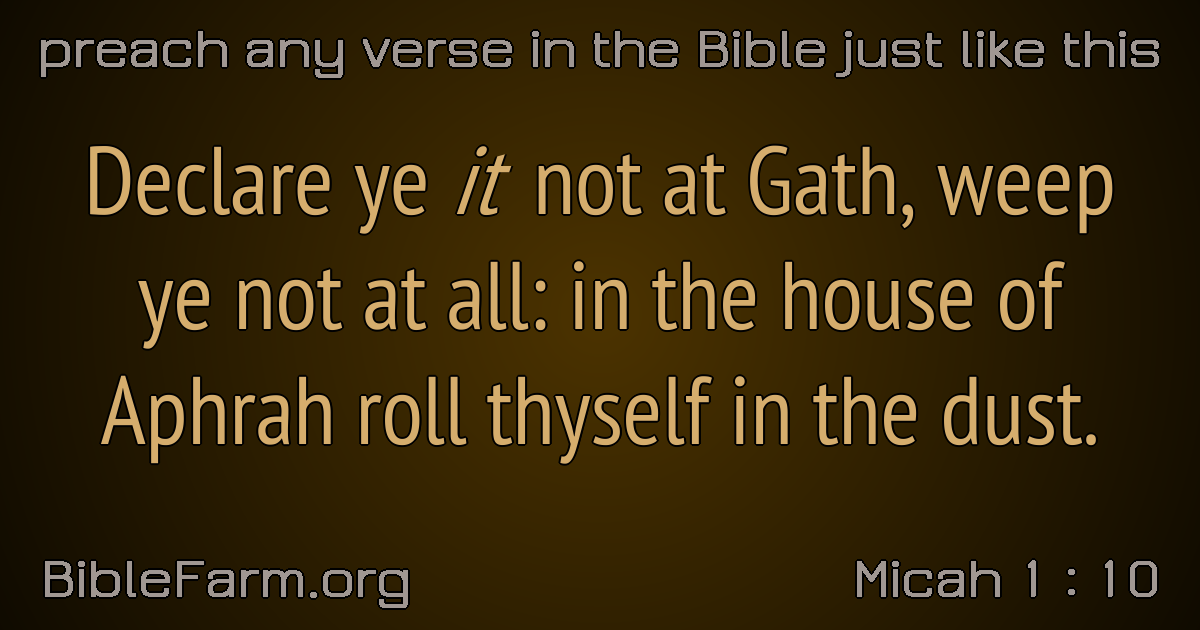 preach any verse in the Bible just like this
Declare ye it not at Gath, weep
ye not at all: in the house of
Aphrah roll thyself in the dust.
BibleFarm.org
Micah 1 : 10